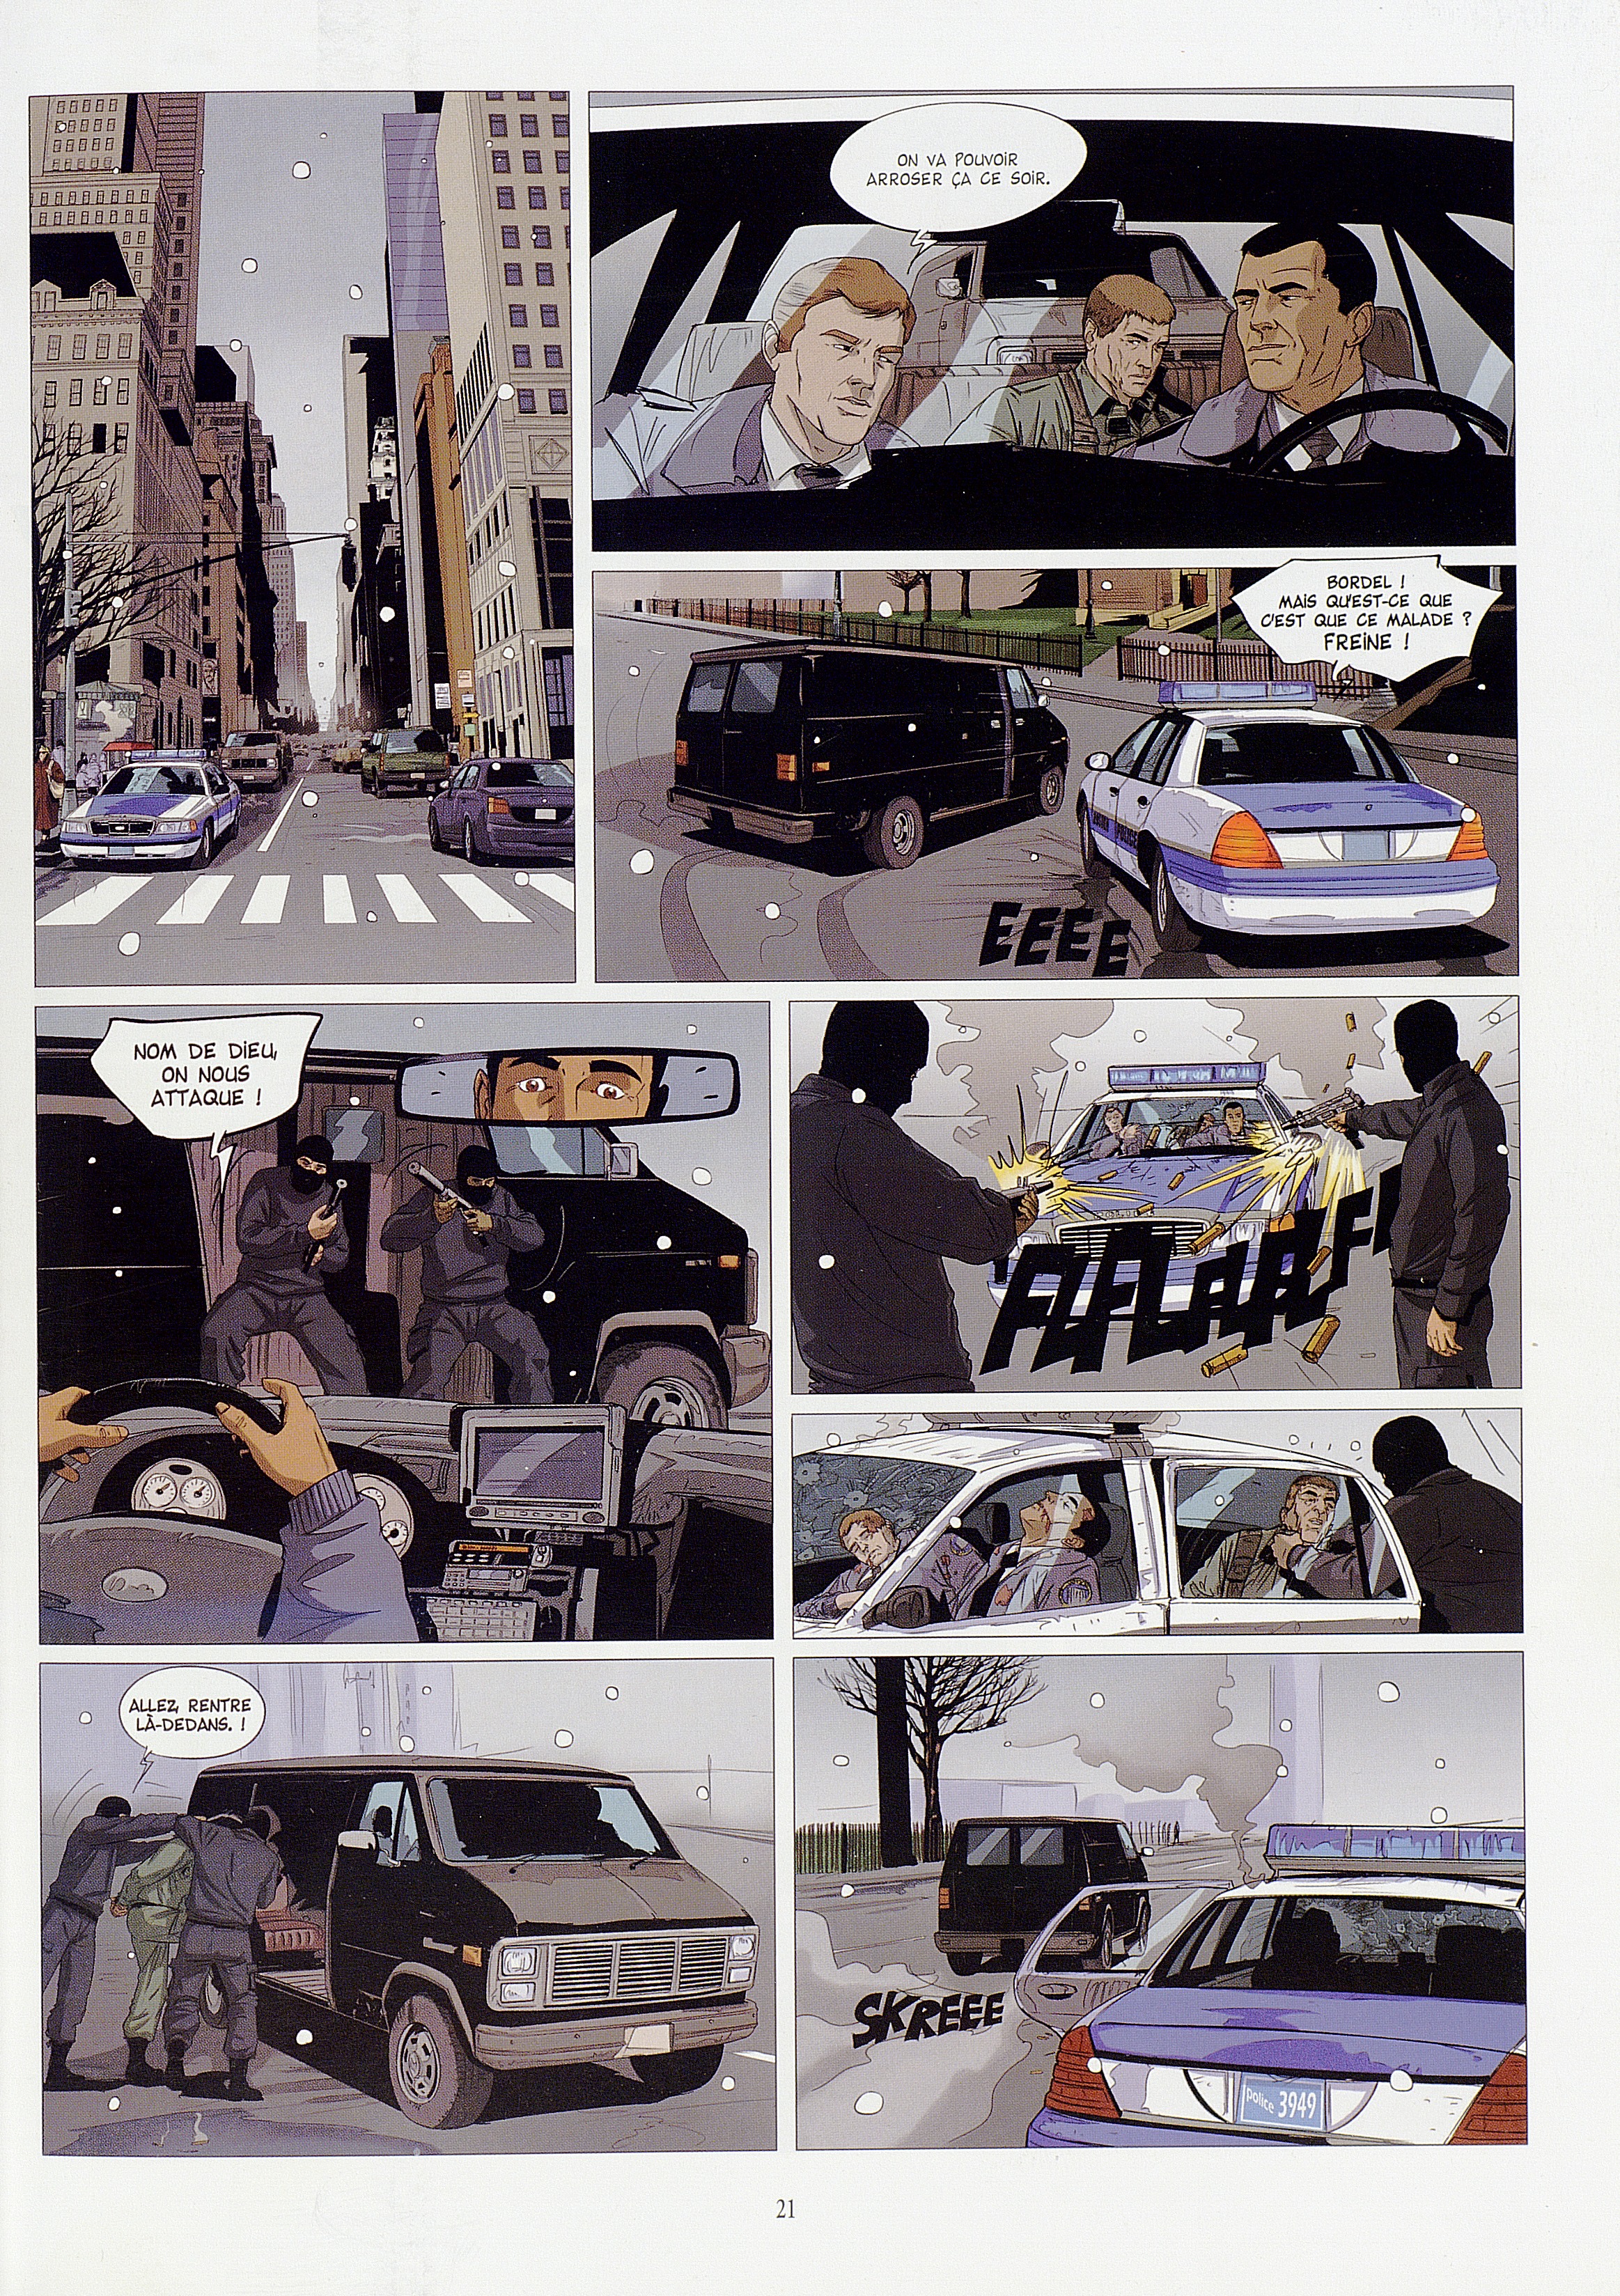 ON VA POUVOIR
ARROSER ÇA CE SOIR.
BORDEL !
MAIS QU'EST-CE QUE
C'EST QUE CE MALADE ?
FREINE !
EEEE
NOM DE DIEU,
ON NOUS
ATTAQUE !
ALLEZ, RENTRE
LÀ-DEDANS. !
SKREEE
police 3949
21